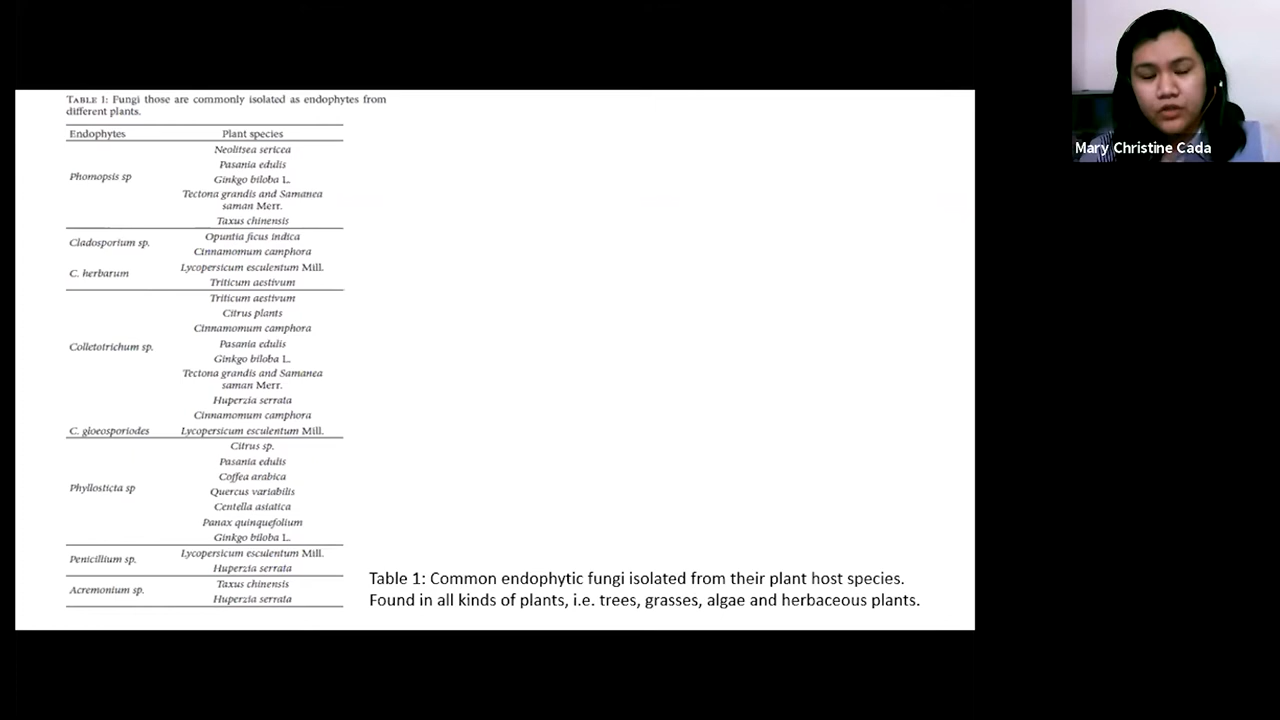 TABLE 1: Fungi those are commonly isolated as endophytes from
different plants.
Endophytes Plant species
Neolitsea sericea
Pasania edulis
Phomopsis sp
Ginkgo biloba L.
Tectona grandis and Samanea
saman Merr.
Taxus chinensis
Cladosporium sp.
Opuntia ficus indica
Cinnamomum camphora
C. herbarum
Lycopersicum esculentum Mill.
Triticum aestivum
Triticum aestivum
Citrus plants
Cinnamomum camphora
Colletotrichum sp.
Pasania edulis
Ginkgo biloba L.
Tectona grandis and Samanea
saman Merr.
Huperzia serrata
Cinnamomum camphora
C. gloeosporiodes Lycopersicum esculentum Mill.
Citrus sp.
Pasania edulis
Coffea arabica
Phyllosticta sp
Quercus variabilis
Centella asiatica
Panax quinquefolium
Ginkgo biloba L.
Penicillium sp.
Lycopersicum esculentum Mill.
Huperzia serrata
Acremonium sp.
Taxus chinensis
Huperzia serrata
Table 1: Common endophytic fungi isolated from their plant host species.
Found in all kinds of plants, i.e. trees, grasses, algae and herbaceous plants.
Mary Christine Cada